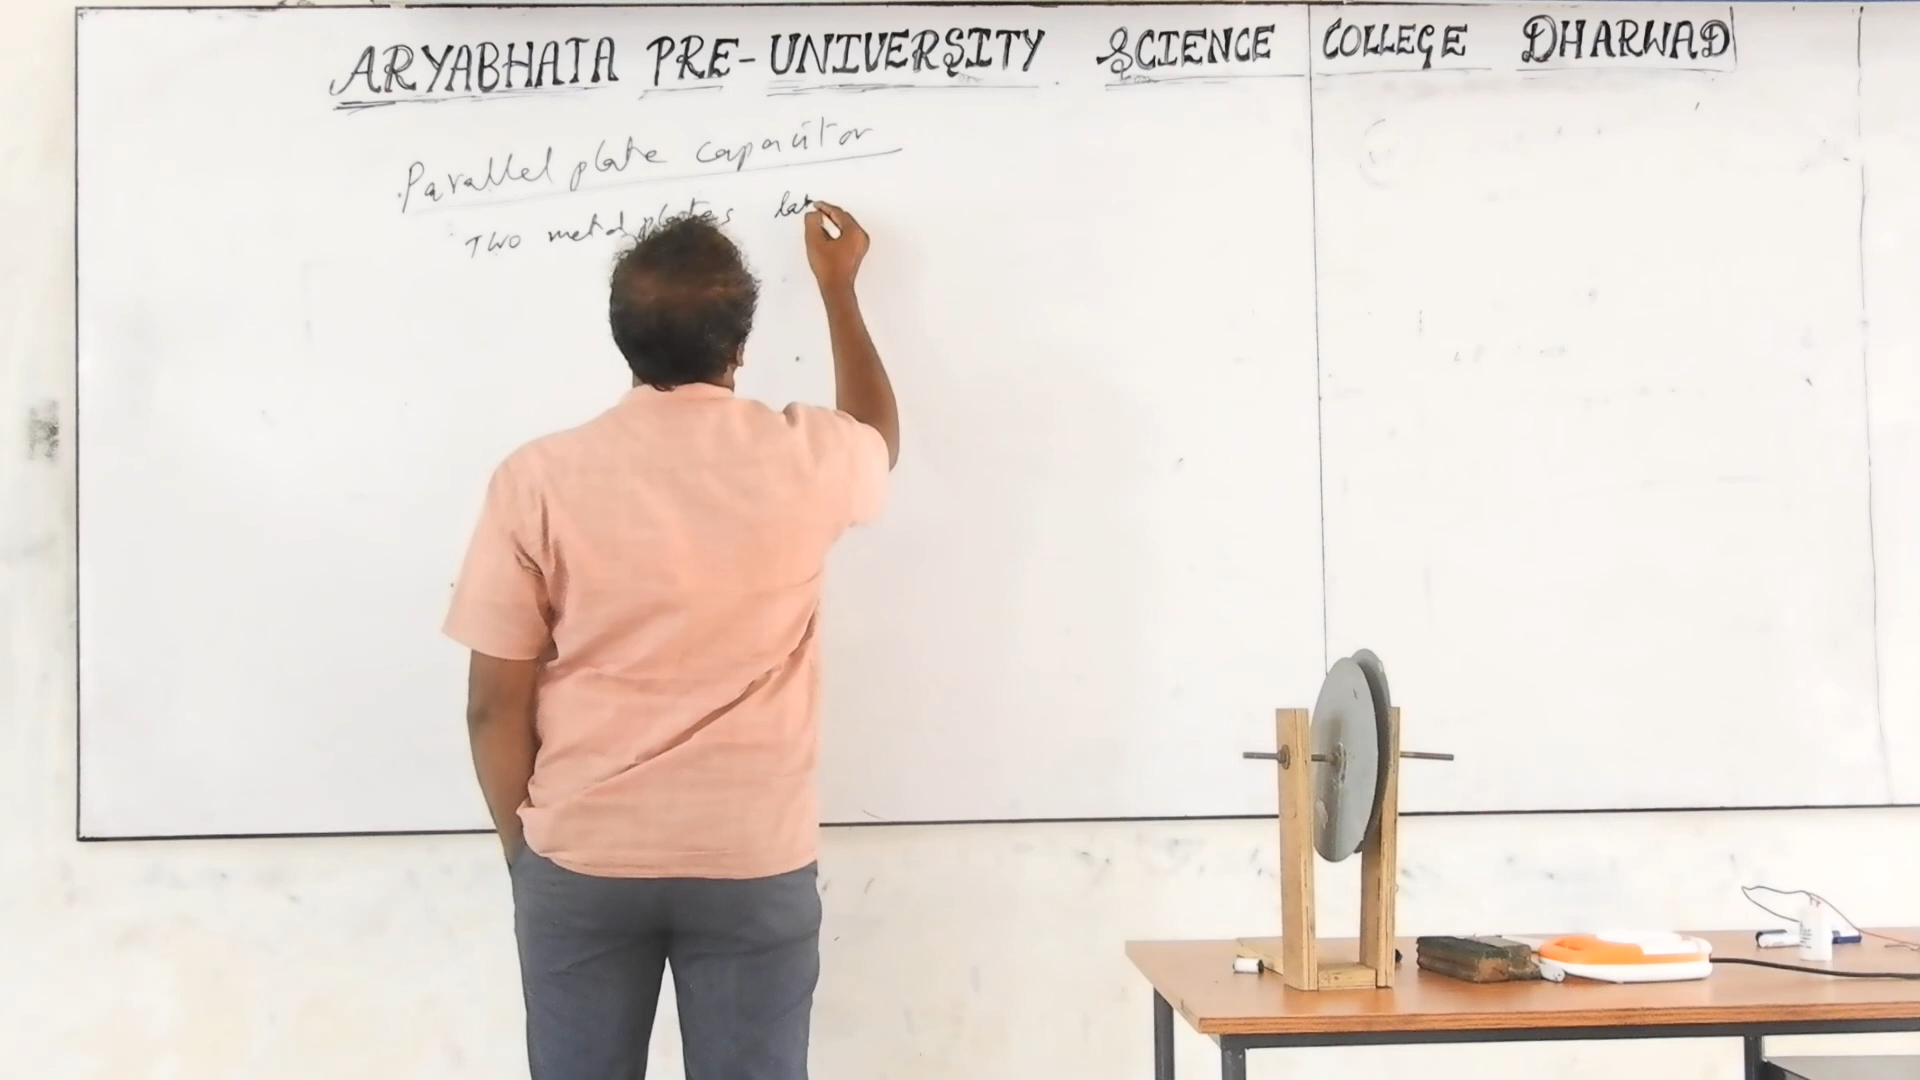 ARYABHATA PRE-UNIVERSITY SCIENCE COLLEGE DHARWAD
Parallel plate capacitor
Two metal plates